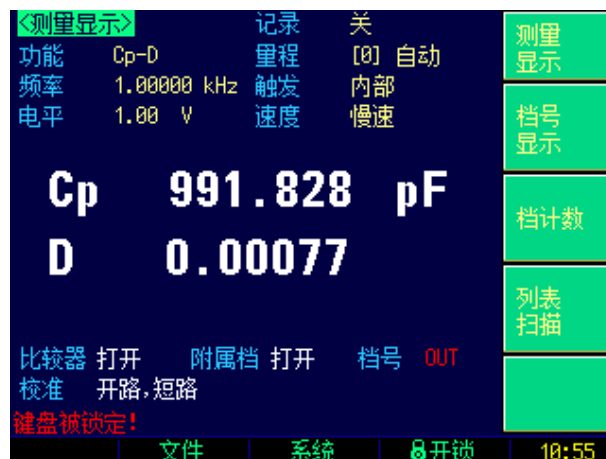 <测量显示> 记录 关
功能 Cp-D 量程 [0] 自动
频率 1.00000 kHz 触发 内部
电平 1.00 V 速度 慢速
Cp 991.828 pF
D 0.00077
比较器 打开 附属档 打开 档号 OUT
校准 开路,短路
键盘被锁定!
测量
显示
档号
显示
档计数
列表
扫描
文件 系统 开锁 10:55